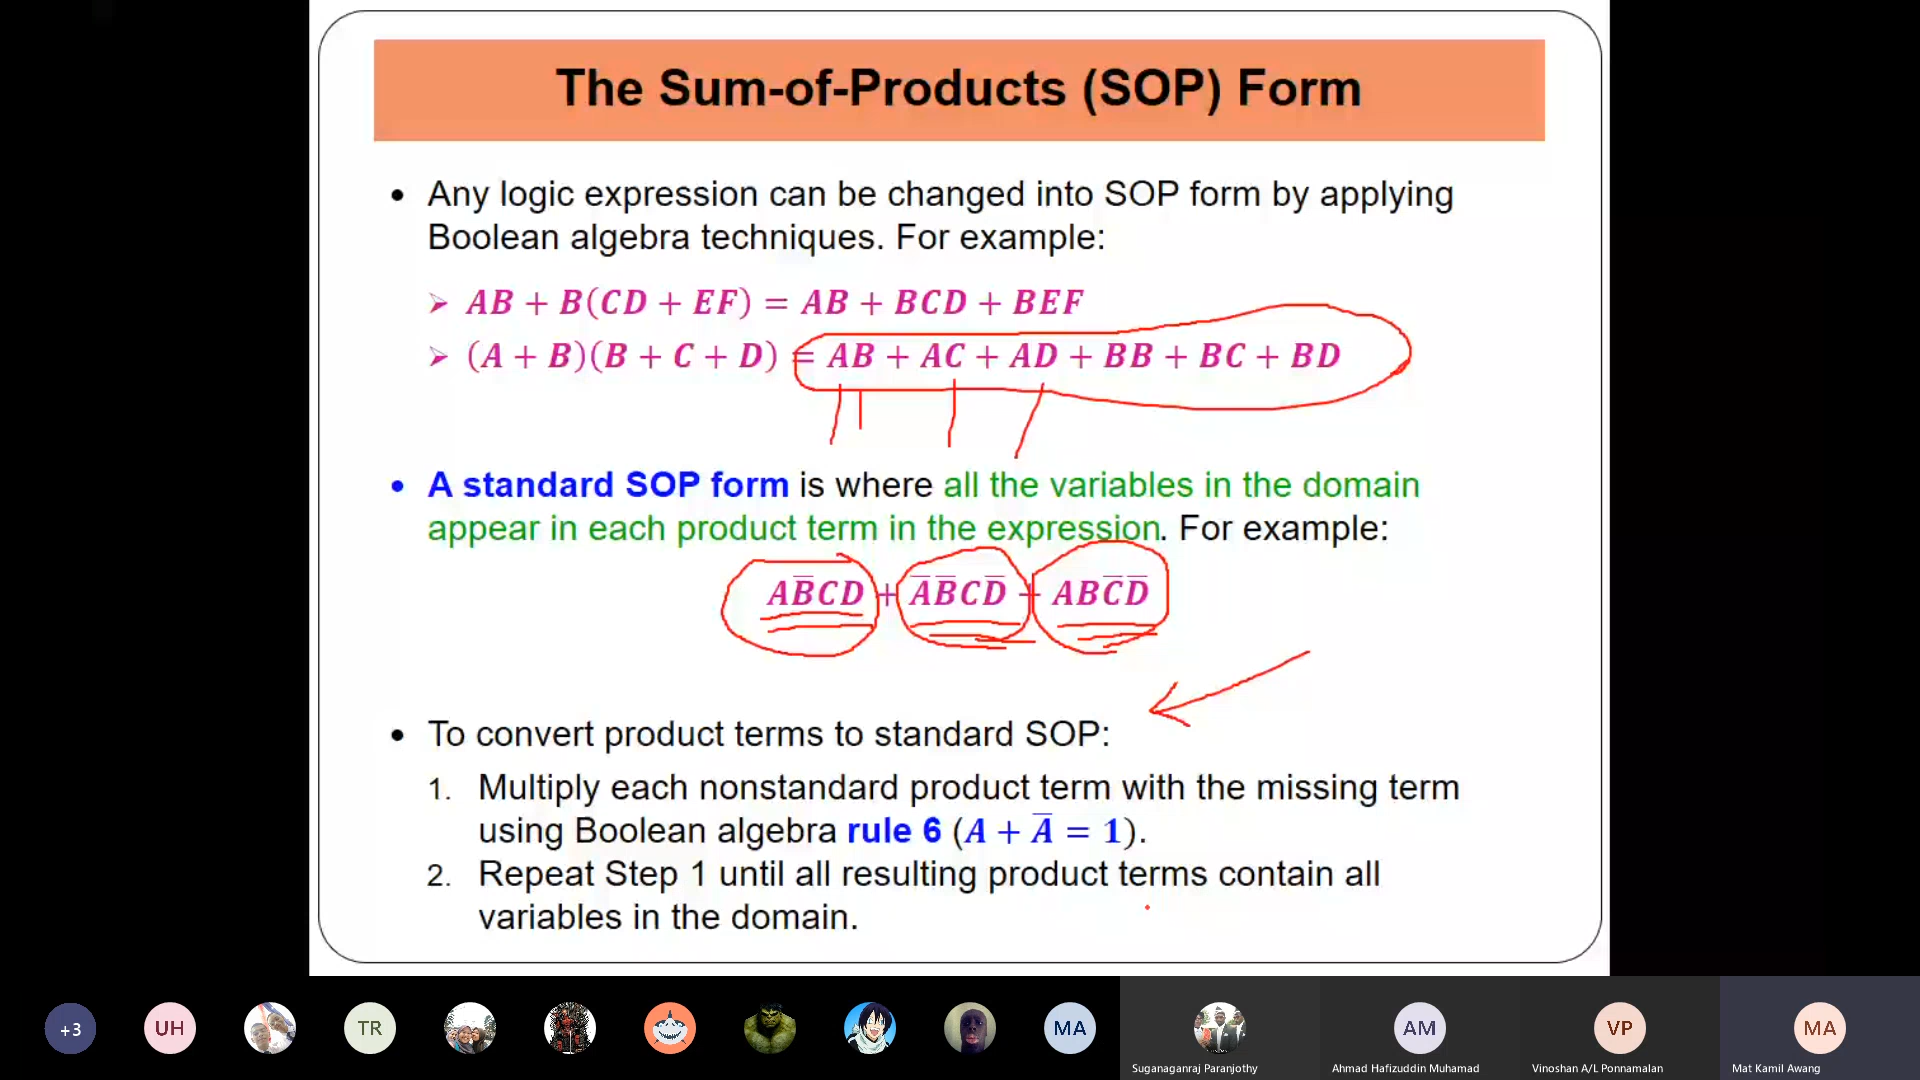 The Sum-of-Products (SOP) Form
• Any logic expression can be changed into SOP form by applying
Boolean algebra techniques. For example:
➢ AB + B(CD + EF) = AB + BCD + BEF
➢ (A + B)(B + C + D) = AB + AC + AD + BB + BC + BD
• A standard SOP form is where all the variables in the domain
appear in each product term in the expression. For example:
AB̅CD + A̅B̅CD̅ + ABC̅D̅
• To convert product terms to standard SOP:
1. Multiply each nonstandard product term with the missing term
using Boolean algebra rule 6 (A + A̅ = 1).
2. Repeat Step 1 until all resulting product terms contain all
variables in the domain.
+3 UH TR MA AM VP MA
Suganaganraj Paranjothy Ahmad Hafizuddin Muhamad Vinoshan A/L Ponnamalan Mat Kamil Awang